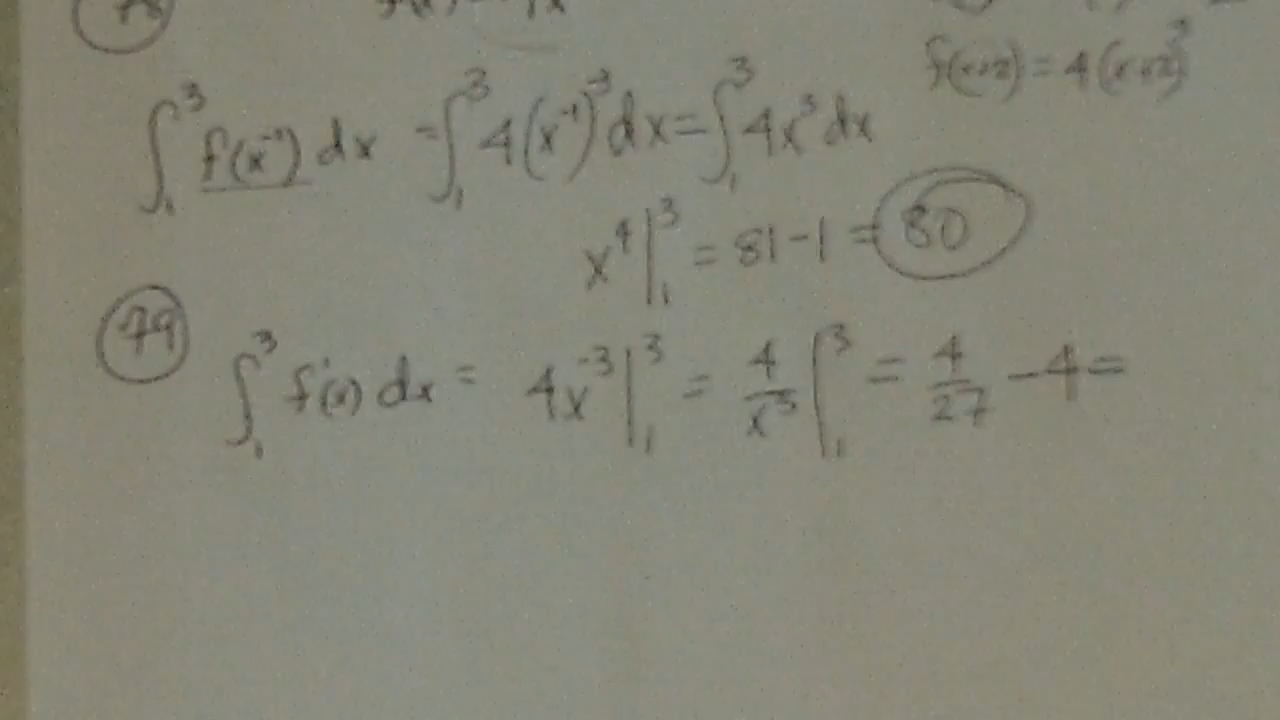 f(x+2) = 4(x+2)
∫₁³ f(x⁻¹) dx = ∫₁³ 4(x⁻¹)⁻³ dx = ∫₁³ 4x³ dx
x⁴|₁³ = 81 - 1 = 80
79
∫₁³ f'(x) dx = 4x⁻³|₁³ = 4/x³|₁³ = 4/27 - 4 =